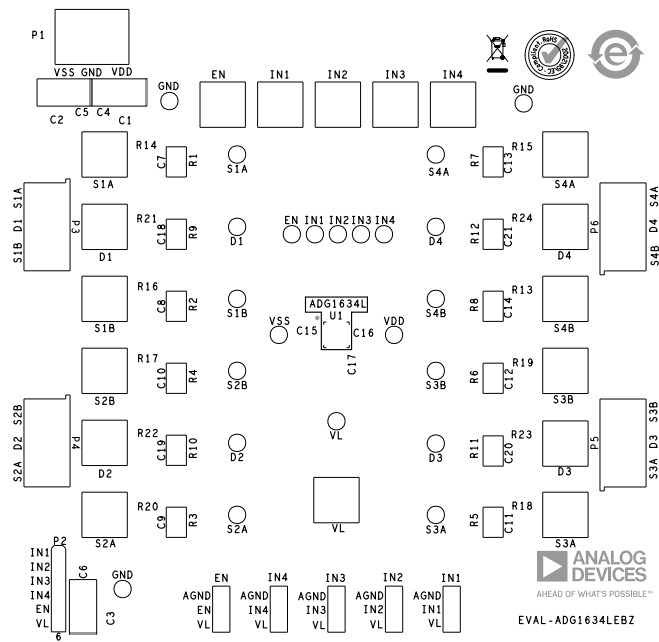 P1
VSS GND VDD
C5 C4
C2 C1
GND
EN IN1 IN2 IN3 IN4
Compliant RoHS 2002/95/EC
GND
R14 C7 R1
S1A
S1A
R7 C13 R15
S4A
S4A
S1A
D1
S1B
P3
R21 C18 R9
D1
D1
EN IN1 IN2 IN3 IN4
R12 C21 R24
D4
D4
P6
S4A
D4
S4B
R16 C8 R2
S1B
S1B
ADG1634L
U1
C15 C16
C17
VSS VDD
R8 C14 R13
S4B
S4B
R17 C10 R4
S2B
S2B
R6 C12 R19
S3B
S3B
S2B
D2
S2A
P4
R22 C19 R10
D2
D2
VL
R11 C20 R23
D3
D3
P5
S3B
D3
S3A
R20 C9 R3
S2A
S2A
VL
R5 C11 R18
S3A
S3A
P2
IN1
IN2
IN3
IN4
EN
VL
6
C6
C3
GND
EN
AGND
EN
VL
IN4
AGND
IN4
VL
IN3
AGND
IN3
VL
IN2
AGND
IN2
VL
IN1
AGND
IN1
VL
ANALOG
DEVICES
AHEAD OF WHAT'S POSSIBLE™
EVAL-ADG1634LEBZ